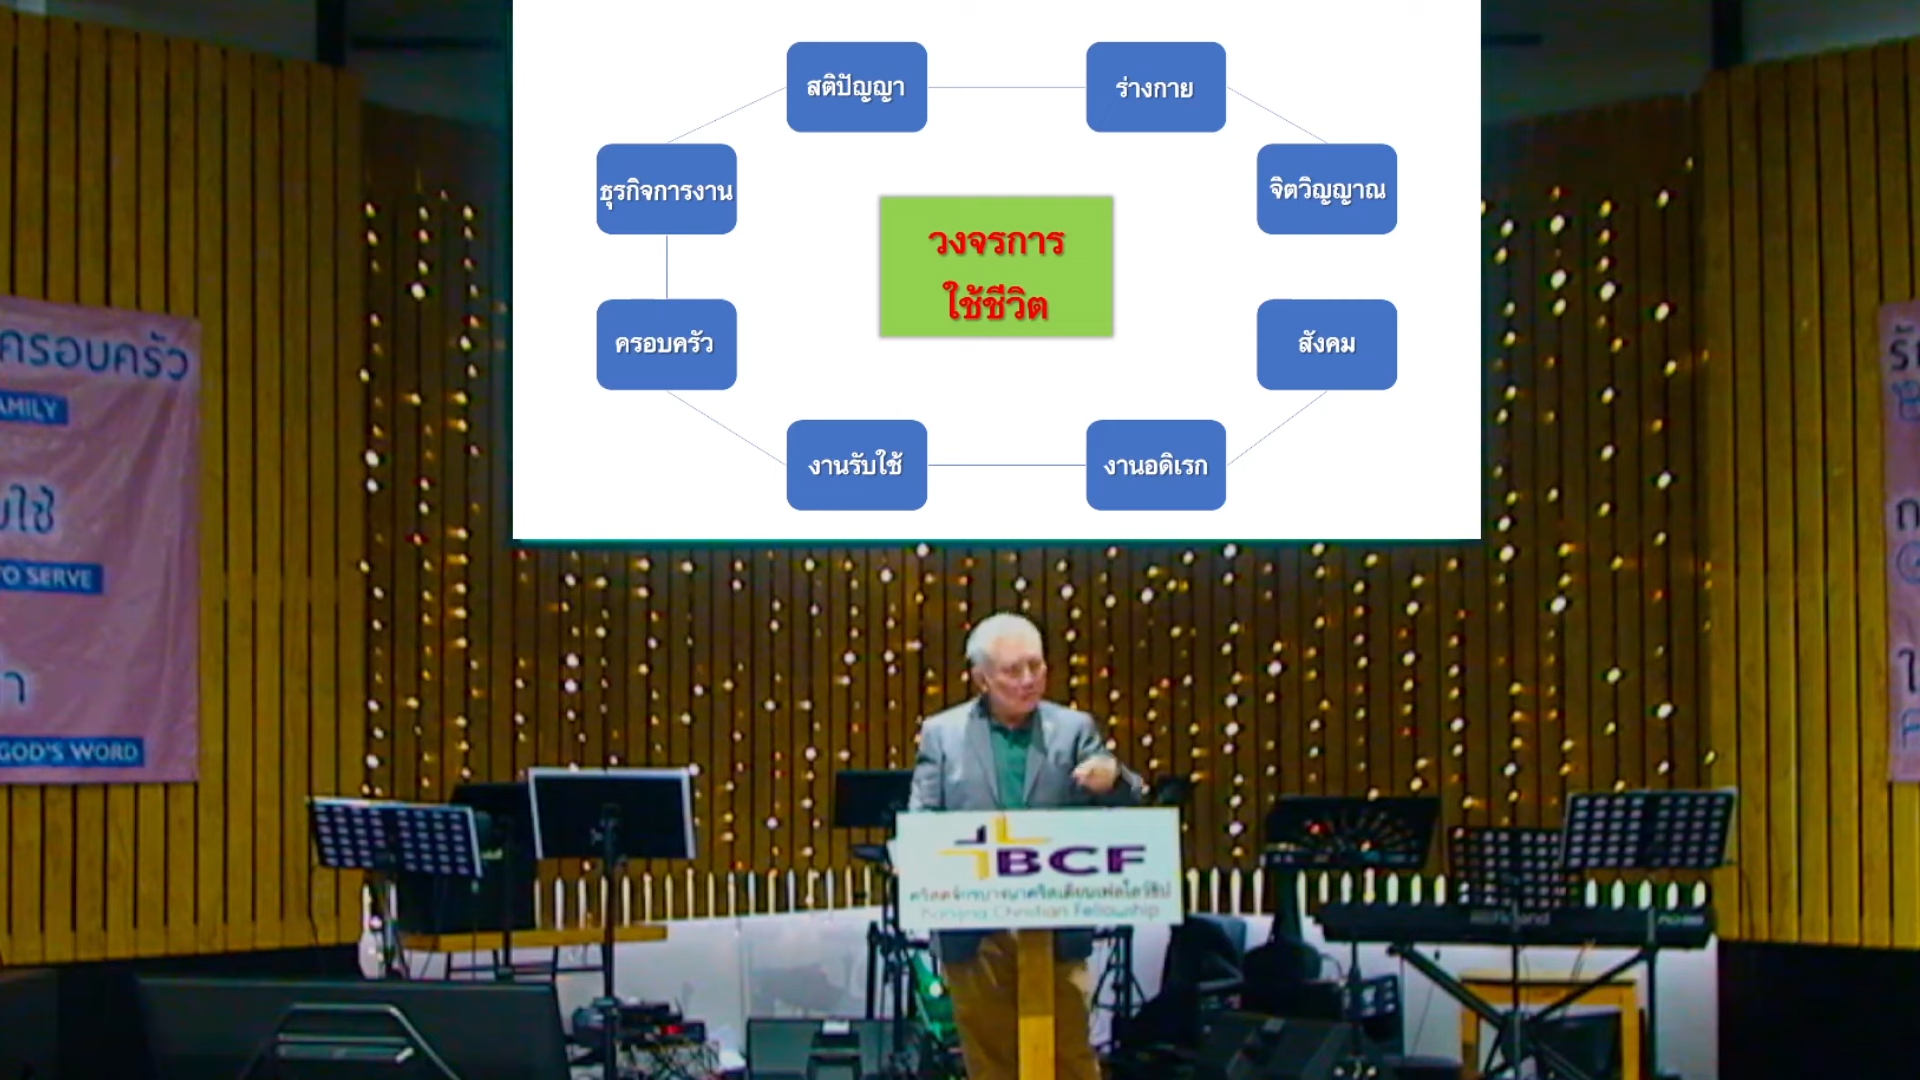 สติปัญญา
ร่างกาย
ธุรกิจการงาน
จิตวิญญาณ
วงจรการ
ใช้ชีวิต
ครอบครัว
สังคม
งานรับใช้
งานอดิเรก
ครอบครัว
AMILY
TO SERVE
GOD'S WORD
BCF
Christian Fellowship
Roland